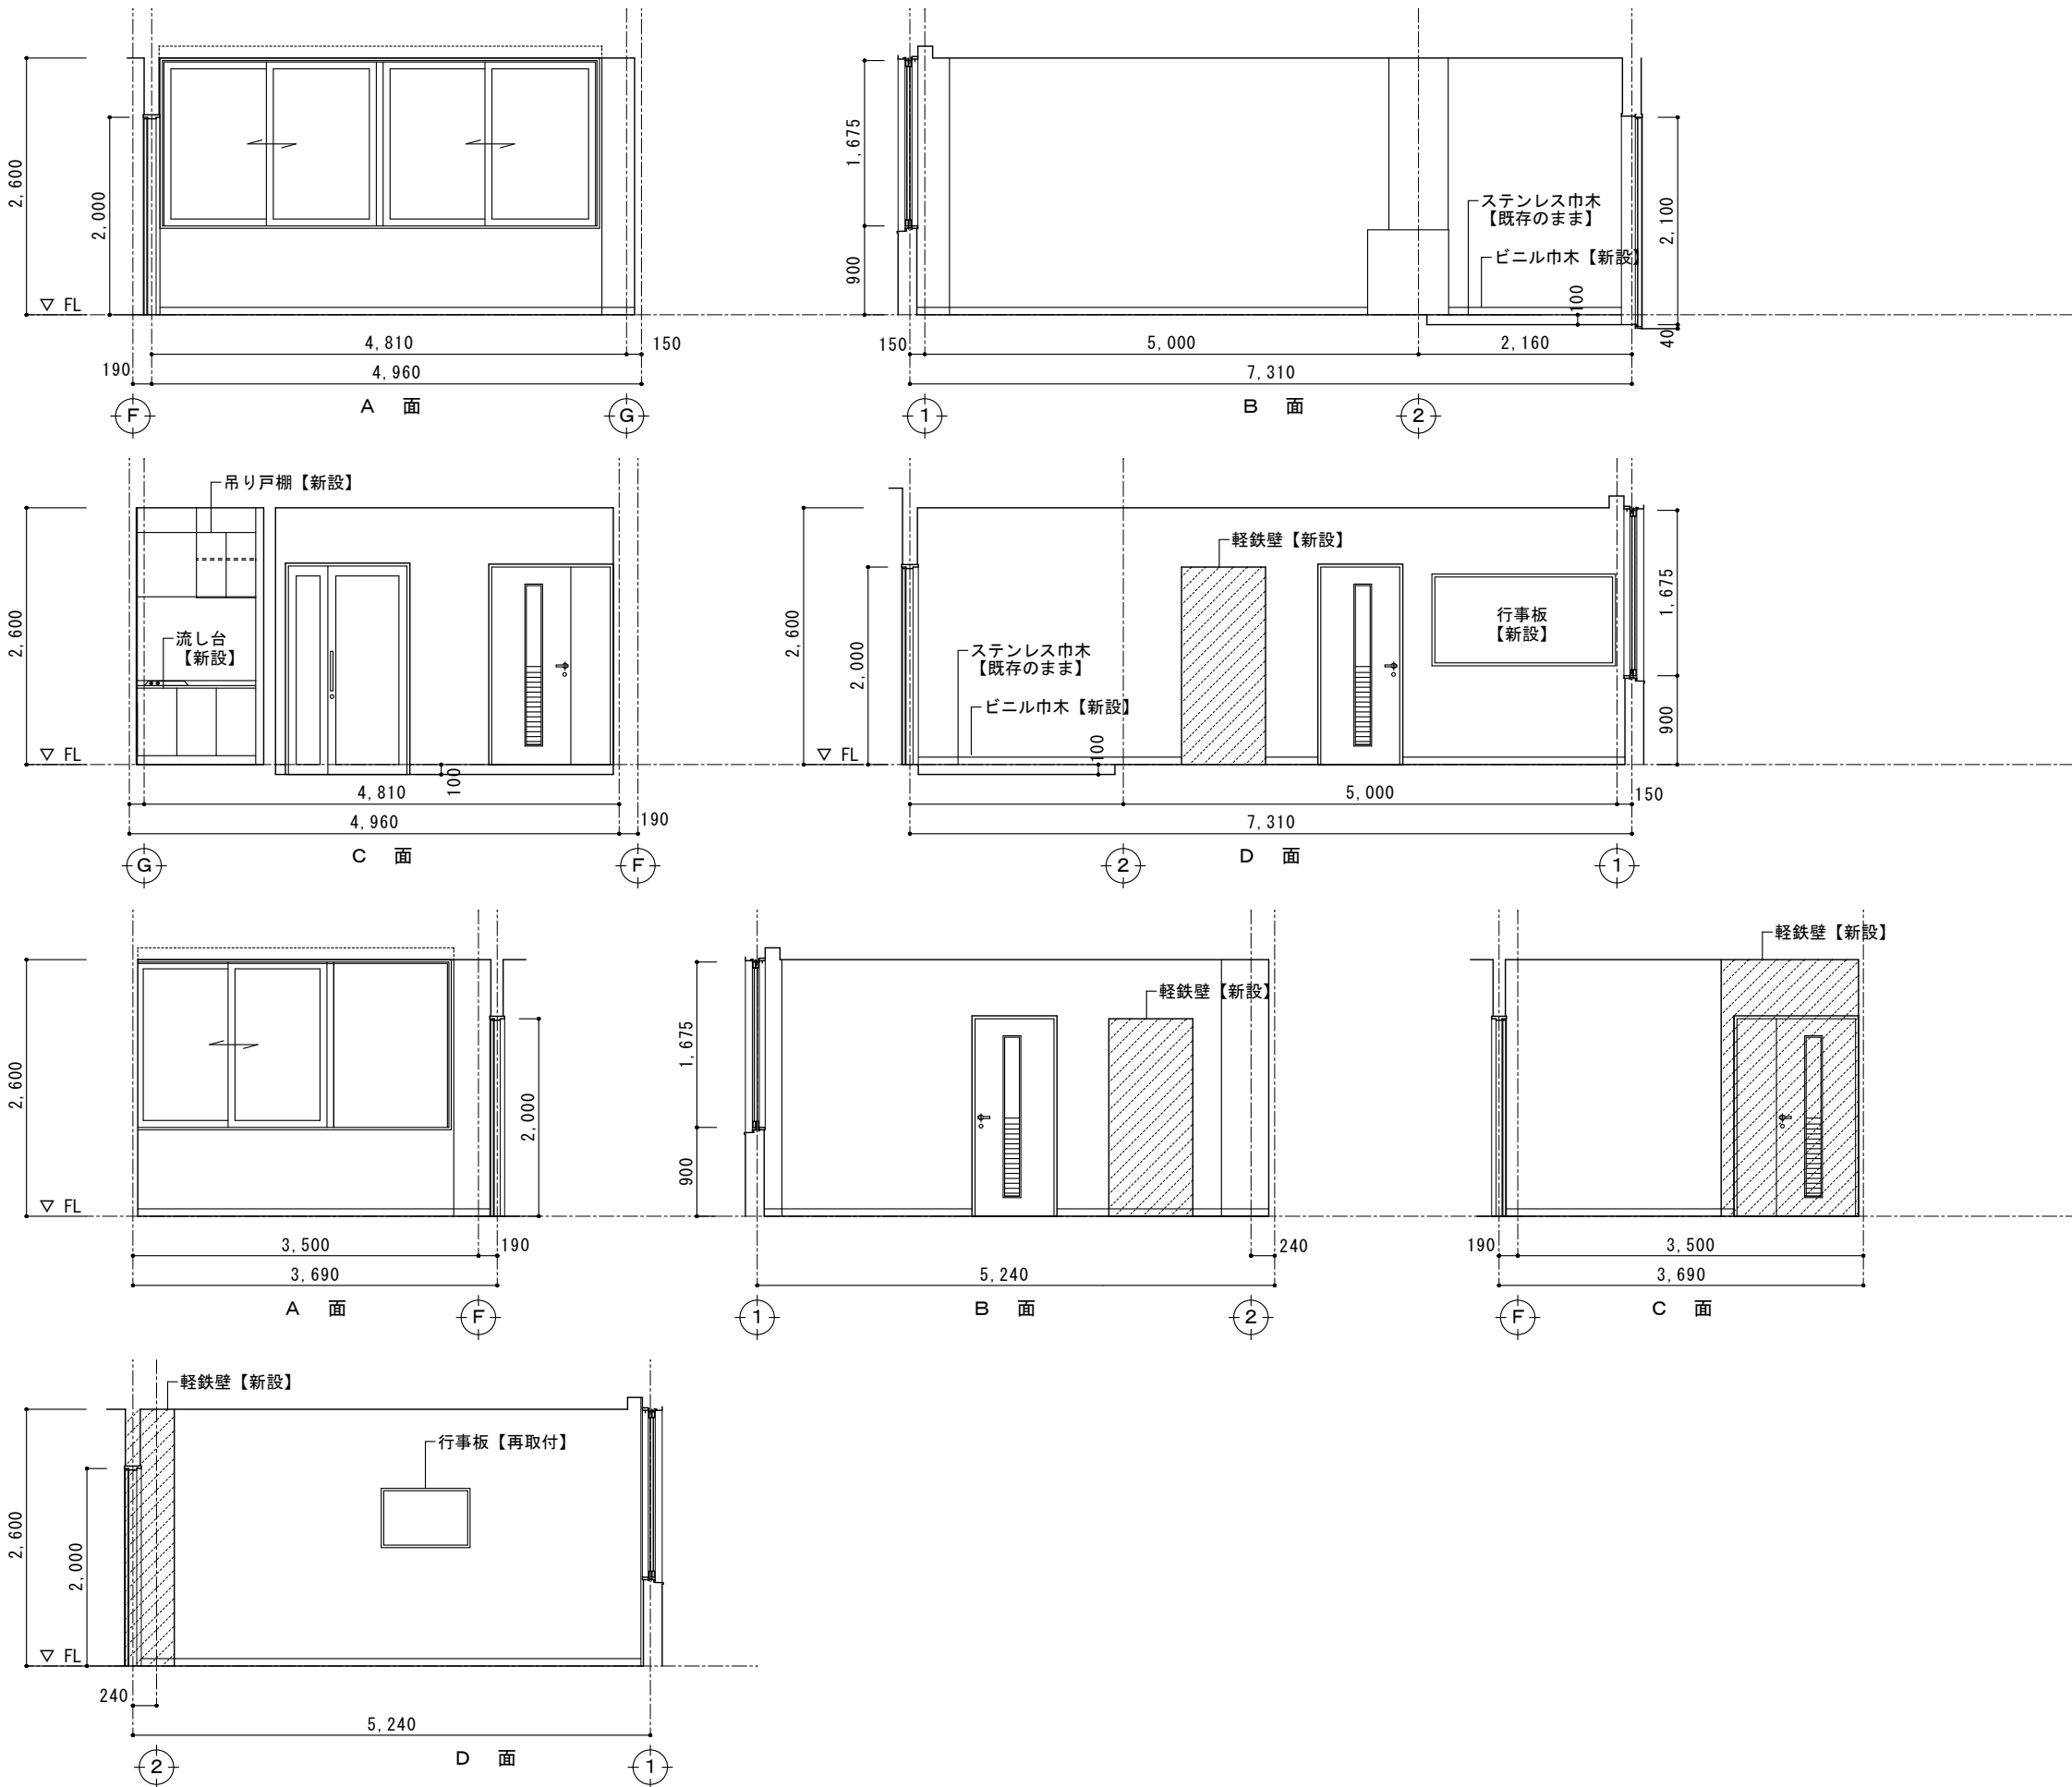 2,600
2,000
▽ FL
4,810
150
190
4,960
F
G
A 面
1,675
900
ステンレス巾木
【既存のまま】
ビニル巾木【新設】
2,100
100
40
150
5,000
2,160
7,310
1
2
B 面
吊り戸棚【新設】
流し台
【新設】
2,600
▽ FL
100
4,810
4,960
190
G
F
C 面
軽鉄壁【新設】
行事板
【新設】
ステンレス巾木
【既存のまま】
ビニル巾木【新設】
2,600
2,000
1,675
900
▽ FL
100
5,000
150
7,310
2
1
D 面
2,600
2,000
▽ FL
3,500
190
3,690
F
A 面
軽鉄壁【新設】
1,675
900
240
5,240
1
2
B 面
軽鉄壁【新設】
190
3,500
3,690
F
C 面
軽鉄壁【新設】
行事板【再取付】
2,600
2,000
▽ FL
240
5,240
2
1
D 面